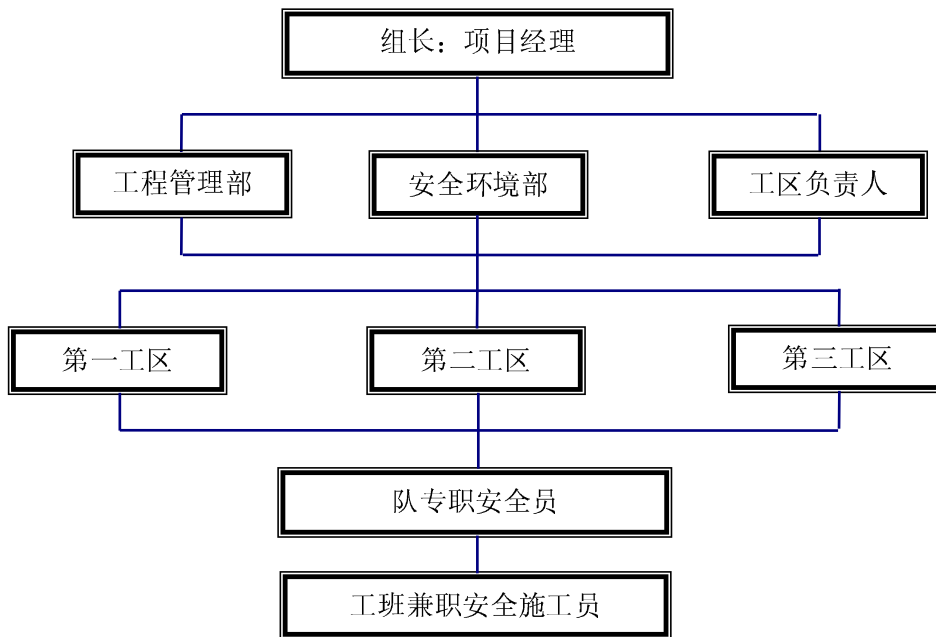 组长：项目经理
工程管理部
安全环境部
工区负责人
第一工区
第二工区
第三工区
队专职安全员
工班兼职安全施工员